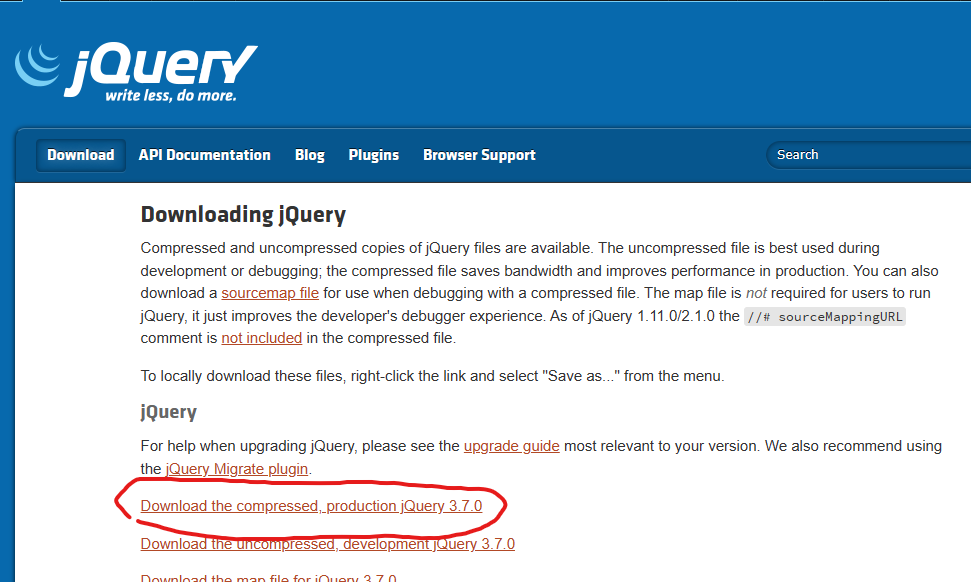 jQuery
write less, do more.
Download API Documentation Blog Plugins Browser Support Search
Downloading jQuery
Compressed and uncompressed copies of jQuery files are available. The uncompressed file is best used during
development or debugging; the compressed file saves bandwidth and improves performance in production. You can also
download a sourcemap file for use when debugging with a compressed file. The map file is not required for users to run
jQuery, it just improves the developer's debugger experience. As of jQuery 1.11.0/2.1.0 the //# sourceMappingURL
comment is not included in the compressed file.
To locally download these files, right-click the link and select "Save as..." from the menu.
jQuery
For help when upgrading jQuery, please see the upgrade guide most relevant to your version. We also recommend using
the jQuery Migrate plugin.
Download the compressed, production jQuery 3.7.0
Download the uncompressed, development jQuery 3.7.0
Download the map file for jQuery 3.7.0